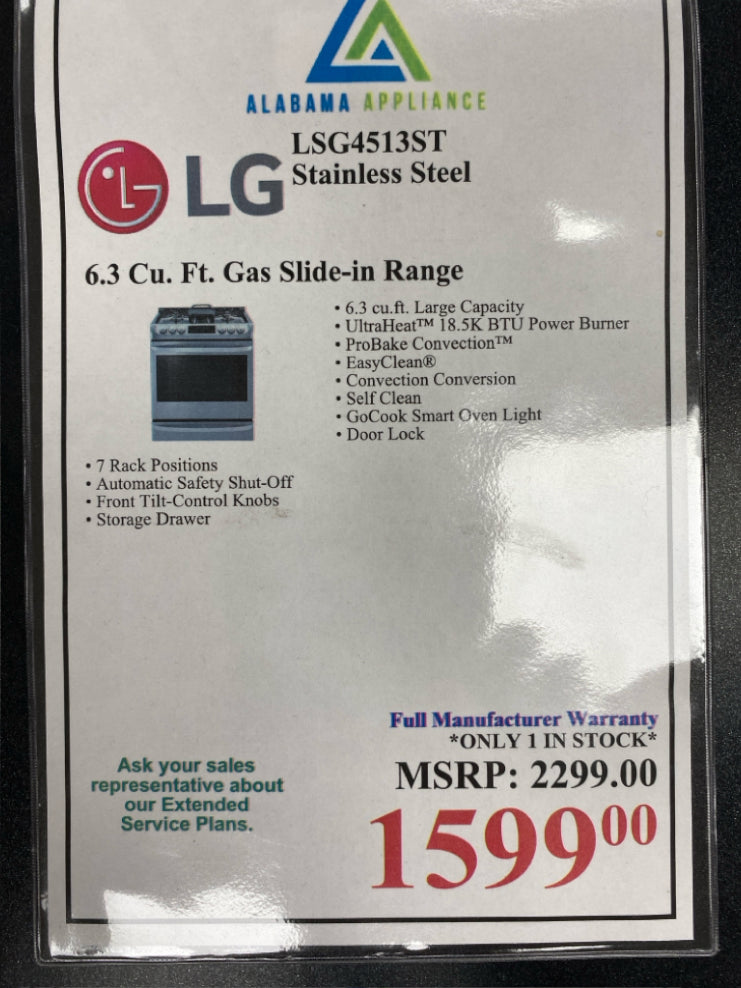 ALABAMA APPLIANCE
LG
LSG4513ST
Stainless Steel
6.3 Cu. Ft. Gas Slide-in Range
• 6.3 cu.ft. Large Capacity
• UltraHeat™ 18.5K BTU Power Burner
• ProBake Convection™
• EasyClean®
• Convection Conversion
• Self Clean
• GoCook Smart Oven Light
• Door Lock
• 7 Rack Positions
• Automatic Safety Shut-Off
• Front Tilt-Control Knobs
• Storage Drawer
Full Manufacturer Warranty
*ONLY 1 IN STOCK*
MSRP: 2299.00
1599⁰⁰
Ask your sales
representative about
our Extended
Service Plans.